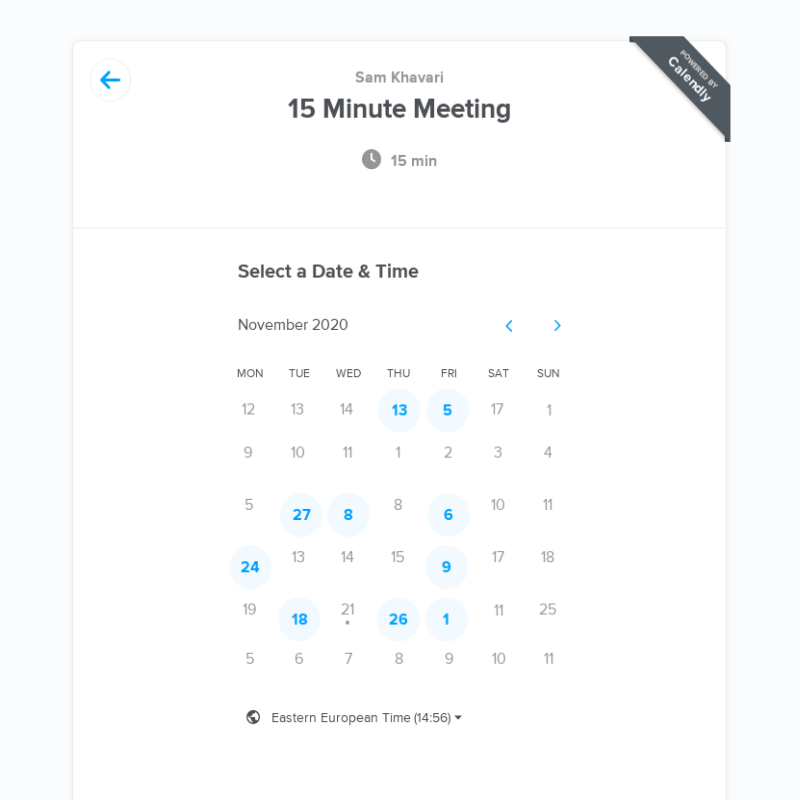 POWERED BY
Calendly
Sam Khavari
15 Minute Meeting
15 min
Select a Date & Time
November 2020
MON TUE WED THU FRI SAT SUN
12 13 14 13 5 17 1
9 10 11 1 2 3 4
5 27 8 8 6 10 11
24 13 14 15 9 17 18
19 18 21 26 1 11 25
5 6 7 8 9 10 11
Eastern European Time (14:56)